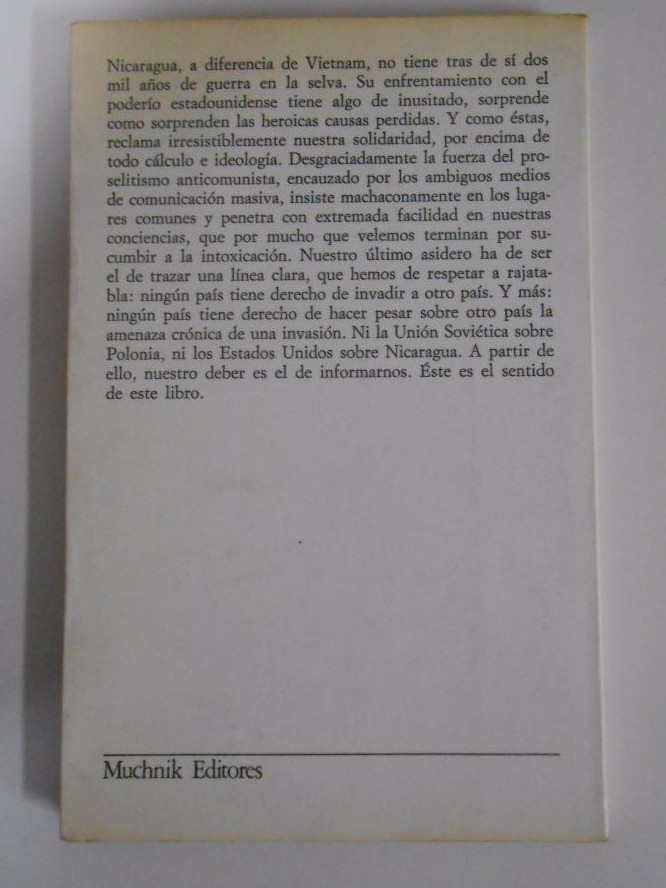 Nicaragua, a diferencia de Vietnam, no tiene tras de sí dos
mil años de guerra en la selva. Su enfrentamiento con el
poderío estadounidense tiene algo de inusitado, sorprende
como sorprenden las heroicas causas perdidas. Y como éstas,
reclama irresistiblemente nuestra solidaridad, por encima de
todo cálculo e ideología. Desgraciadamente la fuerza del pro-
selitismo anticomunista, encauzado por los ambiguos medios
de comunicación masiva, insiste machaconamente en los luga-
res comunes y penetra con extremada facilidad en nuestras
conciencias, que por mucho que velemos terminan por su-
cumbir a la intoxicación. Nuestro último asidero ha de ser
el de trazar una línea clara, que hemos de respetar a rajata-
bla: ningún país tiene derecho de invadir a otro país. Y más:
ningún país tiene derecho de hacer pesar sobre otro país la
amenaza crónica de una invasión. Ni la Unión Soviética sobre
Polonia, ni los Estados Unidos sobre Nicaragua. A partir de
ello, nuestro deber es el de informarnos. Éste es el sentido
de este libro.
Muchnik Editores